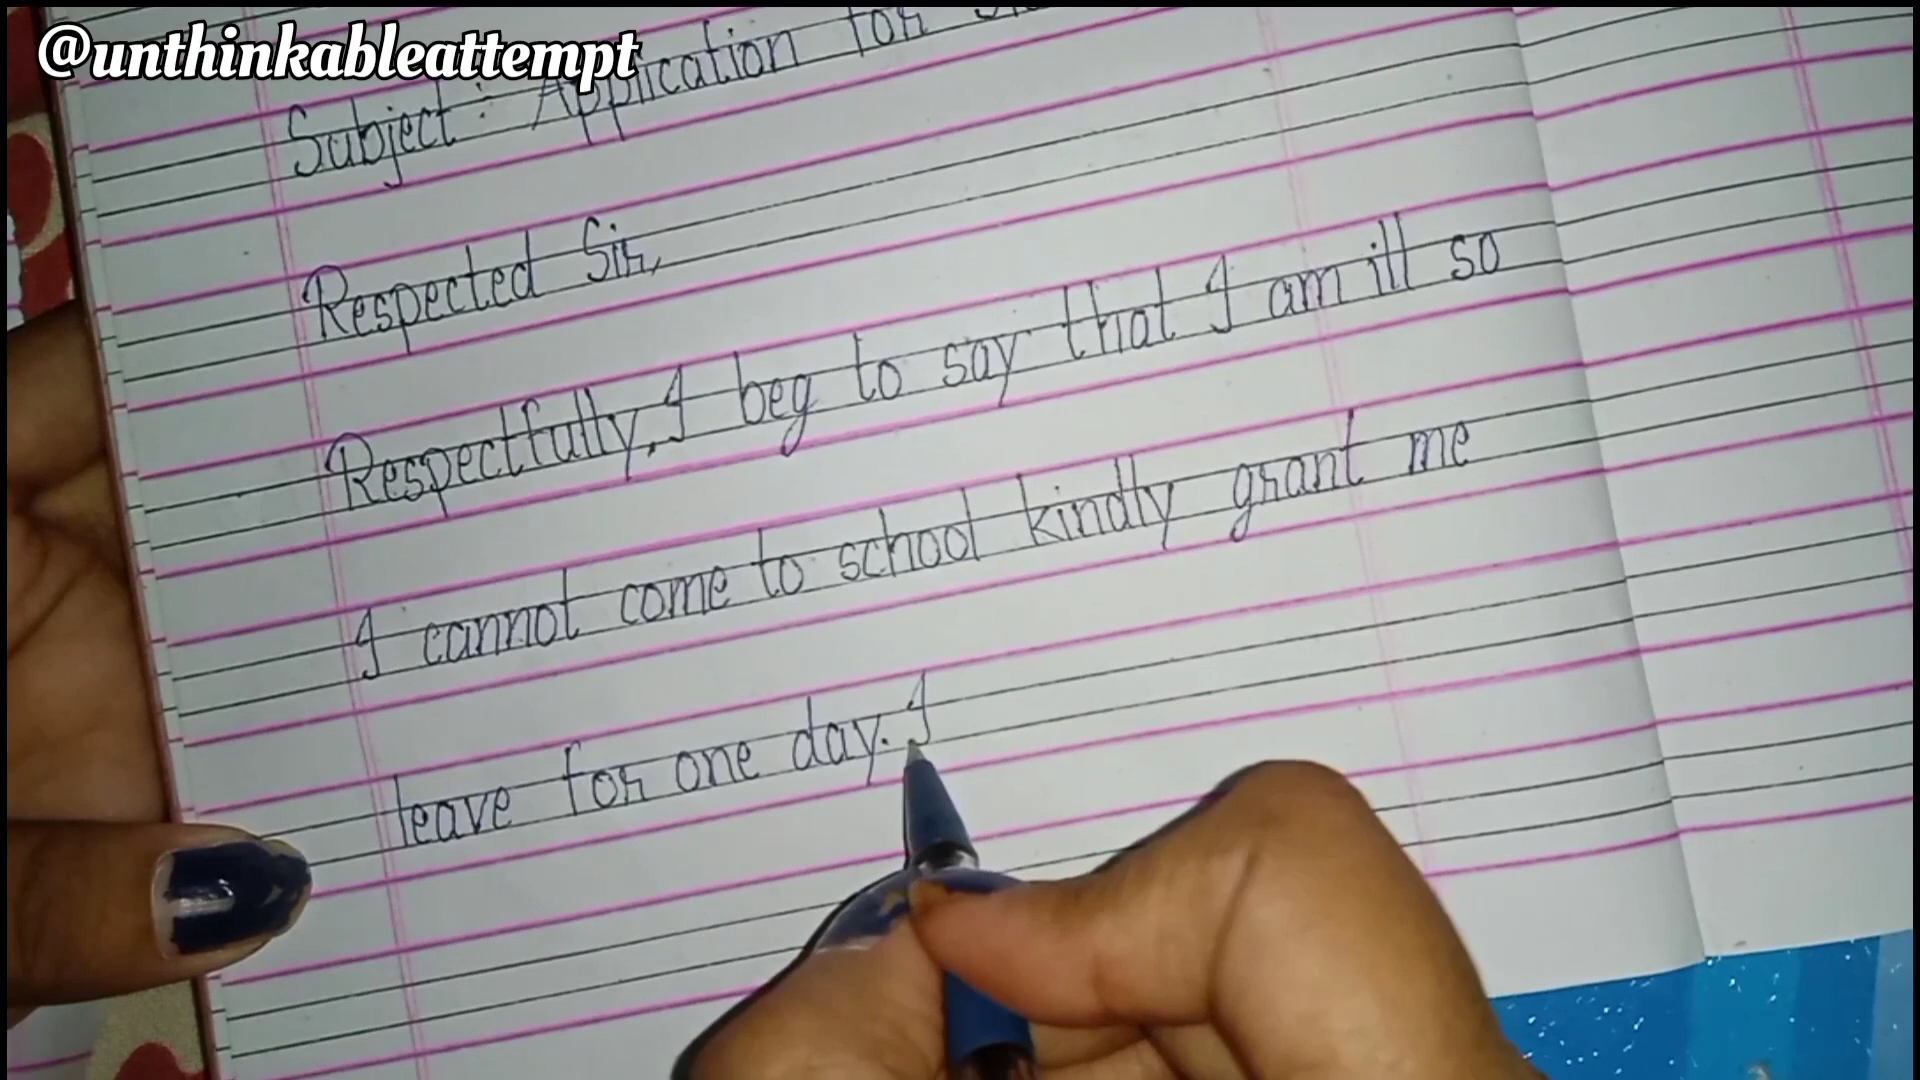 @unthinkableattempt
Subject : Application for
Respected Sir,
Respectfully, I beg to say that I am ill so
I cannot come to school kindly grant me
leave for one day. I